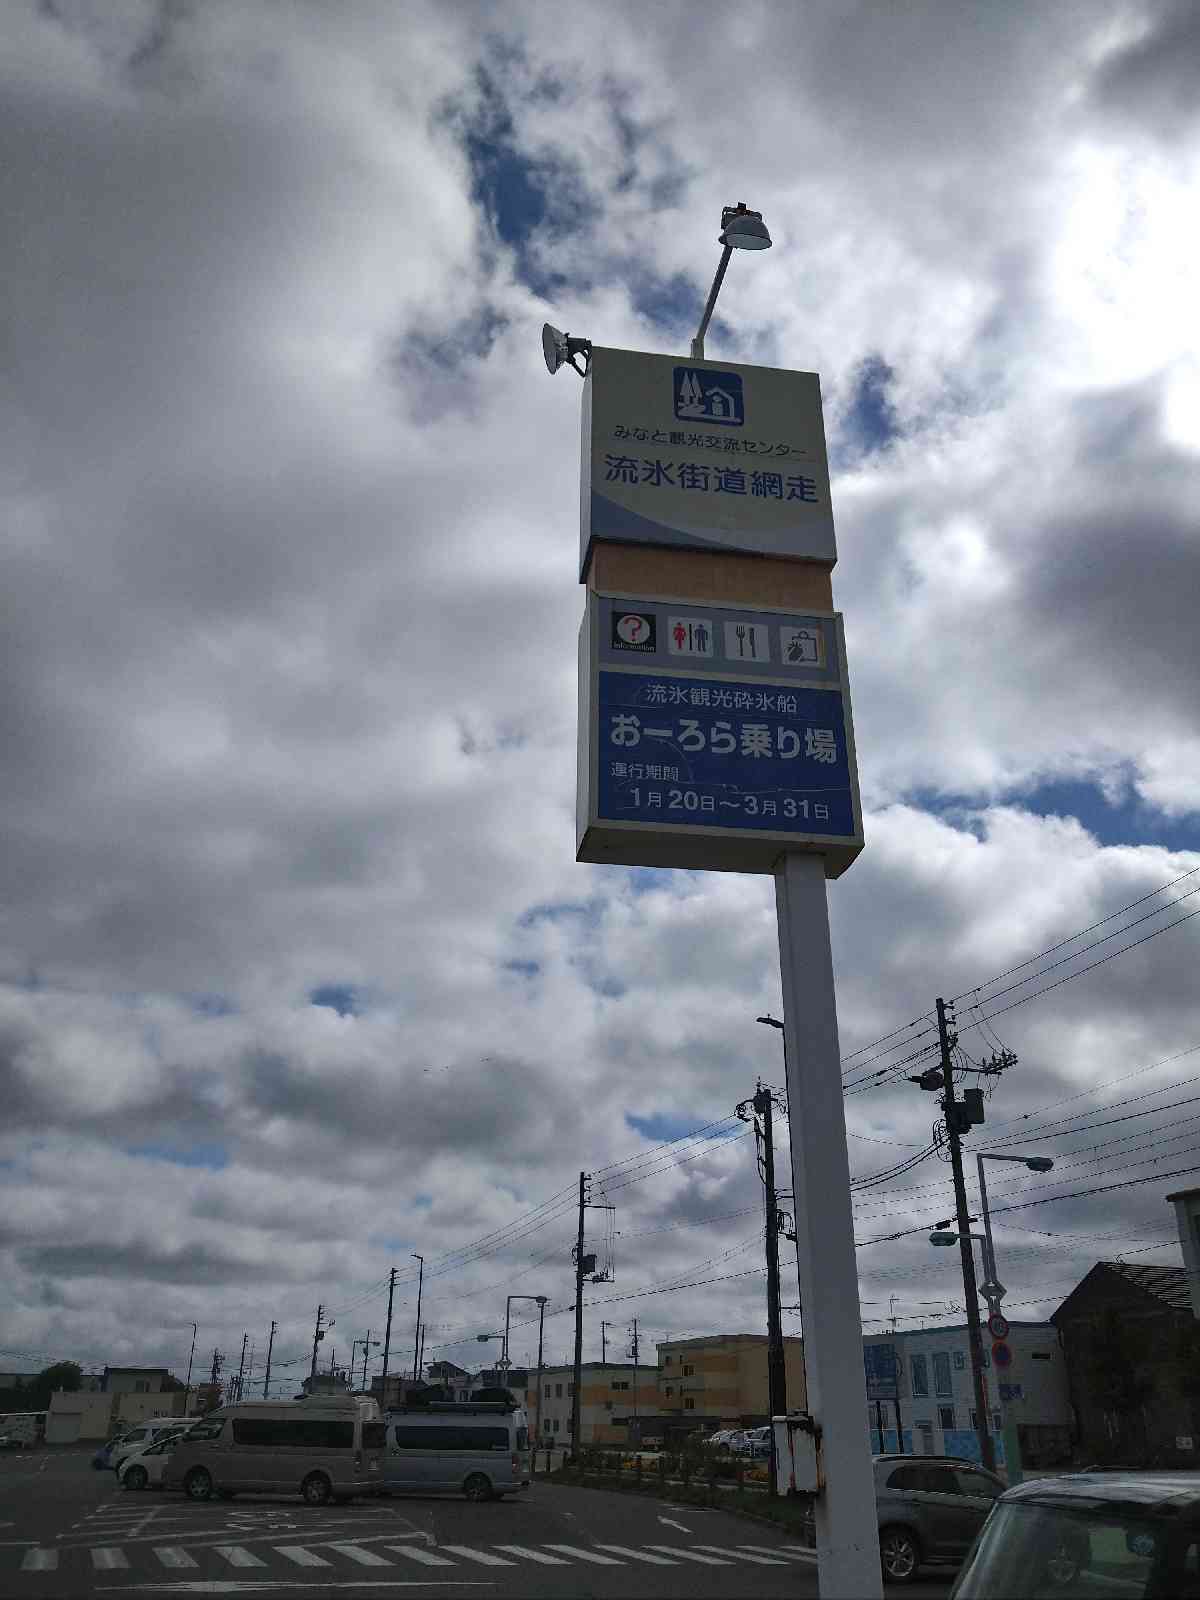 みなと観光交流センター
流氷街道網走
?
Information
流氷観光砕氷船
おーろら乗り場
運行期間
1月20日～3月31日